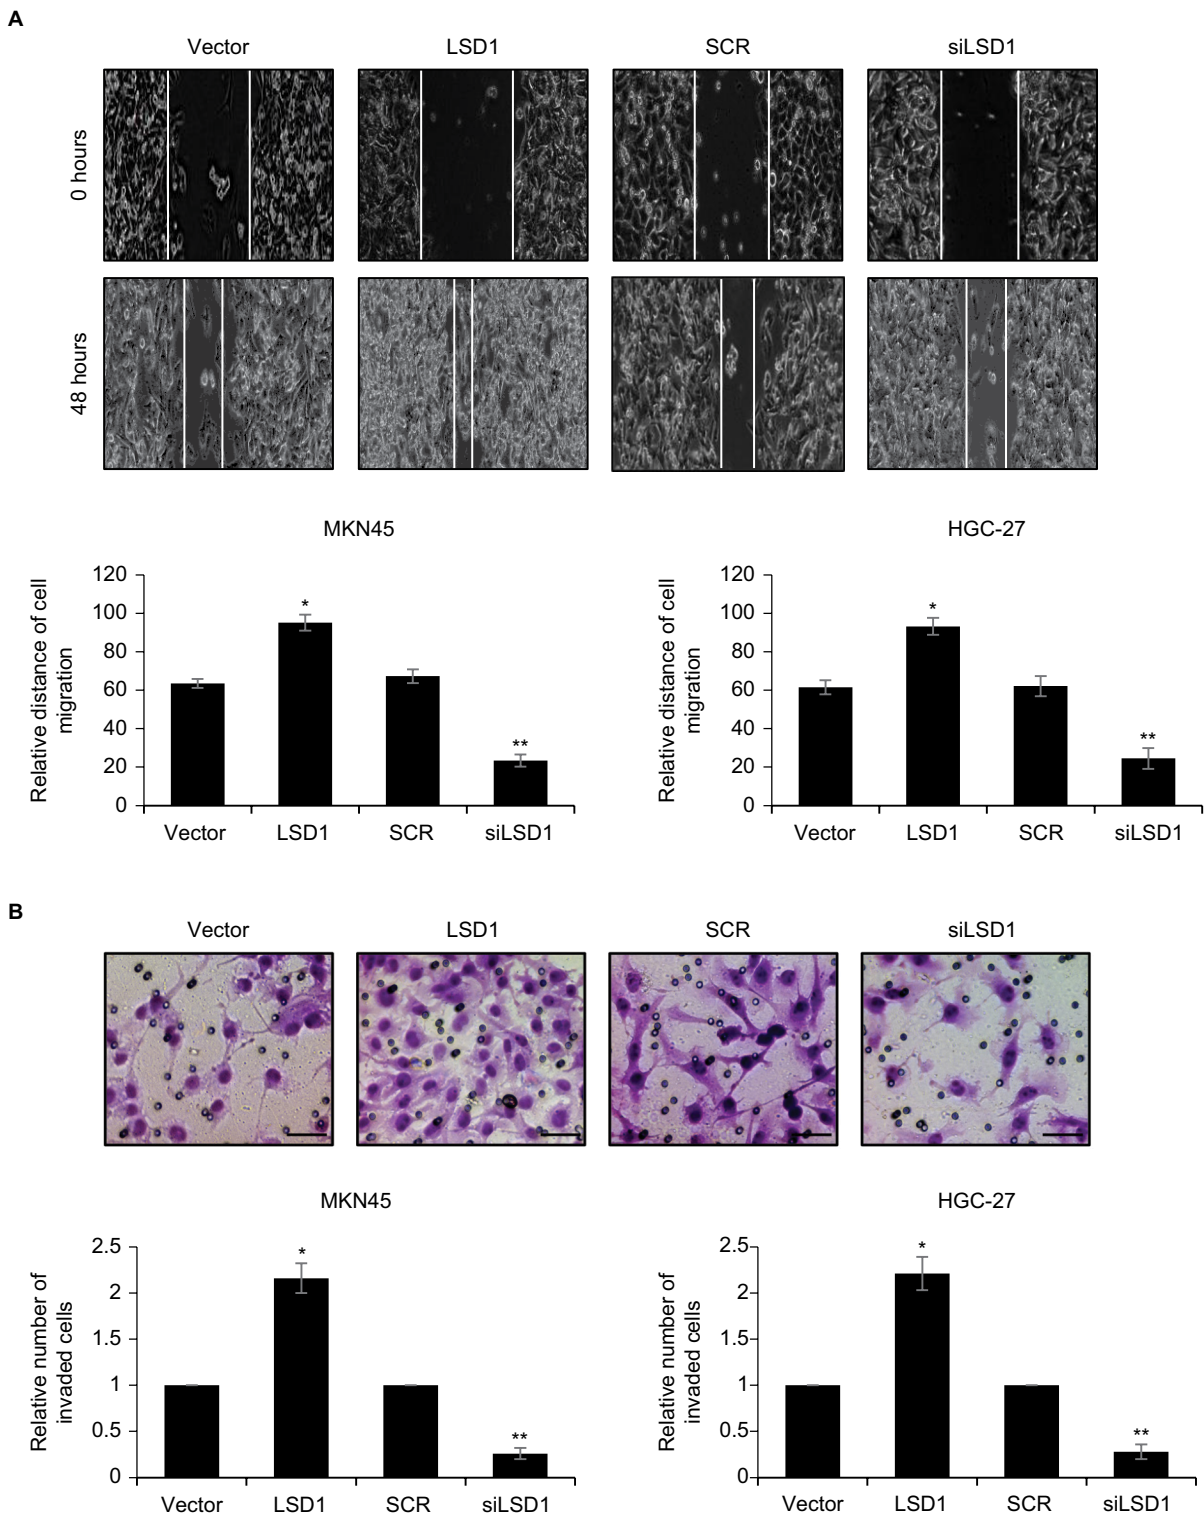 A
Vector LSD1 SCR siLSD1
0 hours
48 hours
MKN45
Relative distance of cell
migration
120
100
80
60
40
20
0
*
**
Vector LSD1 SCR siLSD1
HGC-27
Relative distance of cell
migration
120
100
80
60
40
20
0
*
**
Vector LSD1 SCR siLSD1
B
Vector LSD1 SCR siLSD1
MKN45
Relative number of
invaded cells
2.5
2
1.5
1
0.5
0
*
**
Vector LSD1 SCR siLSD1
HGC-27
Relative number of
invaded cells
2.5
2
1.5
1
0.5
0
*
**
Vector LSD1 SCR siLSD1